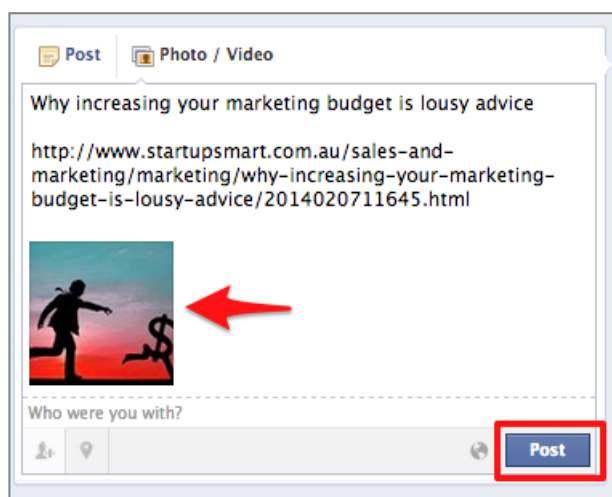 Post Photo / Video
Why increasing your marketing budget is lousy advice
http://www.startupsmart.com.au/sales-and-
marketing/marketing/why-increasing-your-marketing-
budget-is-lousy-advice/2014020711645.html
$
Who were you with?
Post